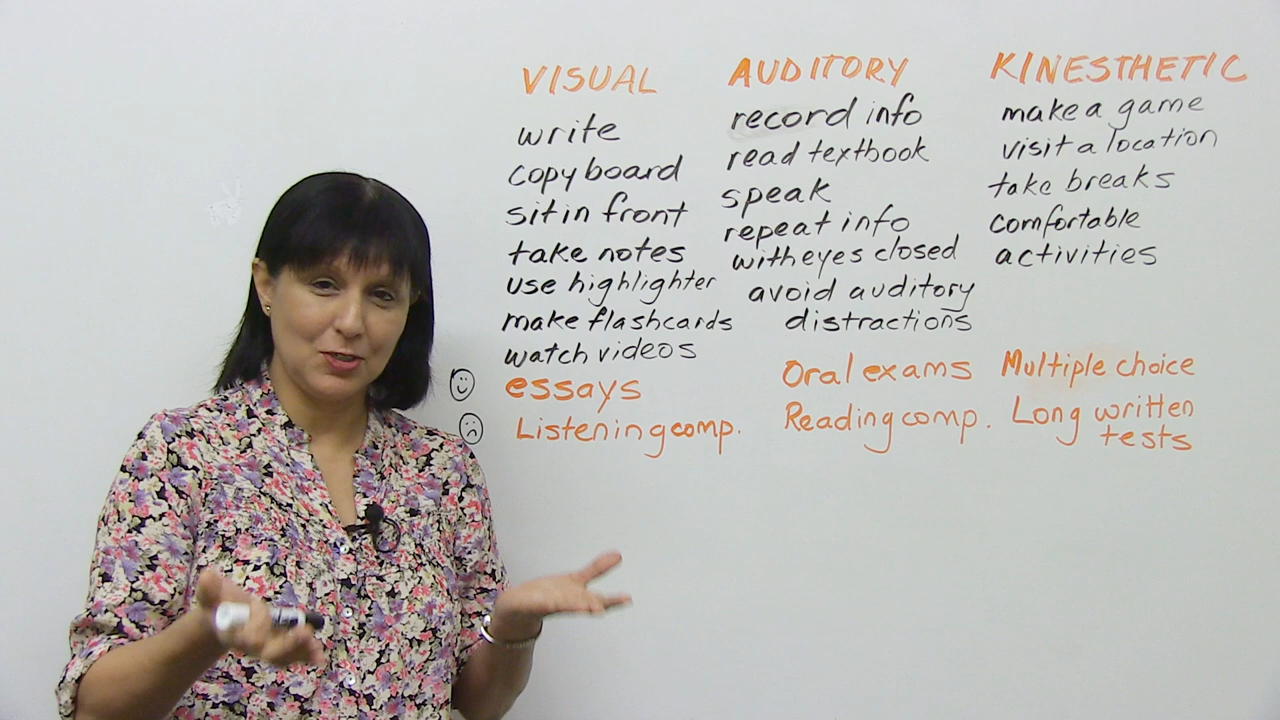 VISUAL
write
copy board
sit in front
take notes
use highlighter
make flashcards
watch videos
essays
Listening comp.
AUDITORY
record info
read textbook
speak
repeat info
with eyes closed
avoid auditory
distractions
Oral exams
Reading comp.
KINESTHETIC
make a game
visit a location
take breaks
comfortable
activities
Multiple choice
Long written
tests